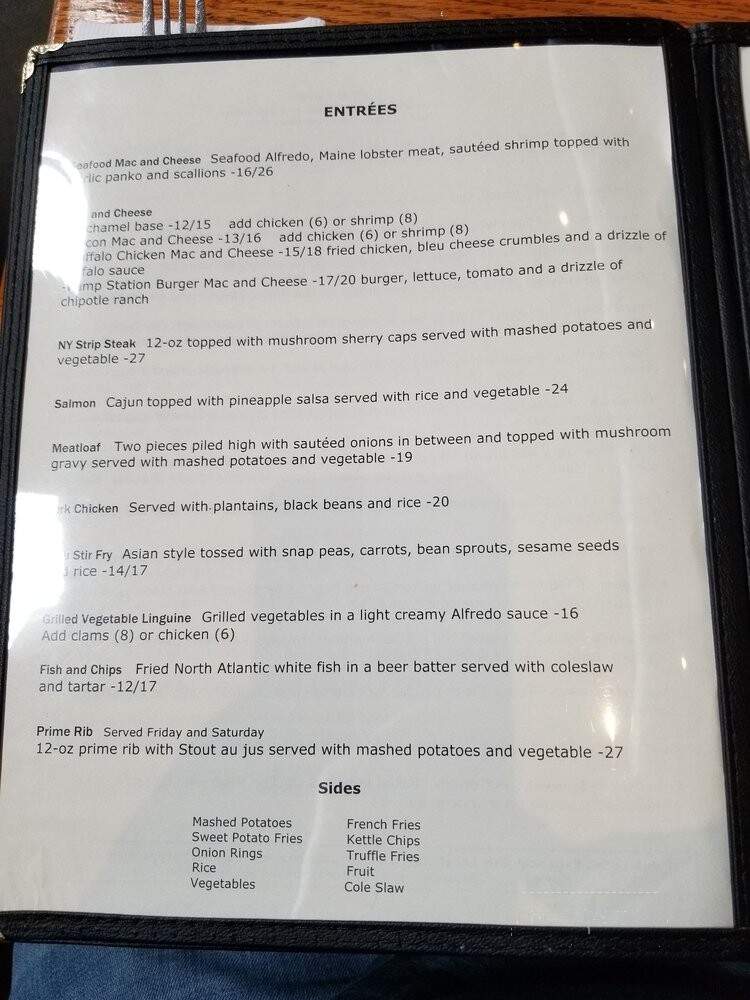 ENTRÉES
Seafood Mac and Cheese Seafood Alfredo, Maine lobster meat, sautéed shrimp topped with
panko and scallions -16/26
and Cheese
base -12/15 add chicken (6) or shrimp (8)
Mac and Cheese -13/16 add chicken (6) or shrimp (8)
Chicken Mac and Cheese -15/18 fried chicken, bleu cheese crumbles and a drizzle of
sauce
Station Burger Mac and Cheese -17/20 burger, lettuce, tomato and a drizzle of
chipotle ranch
NY Strip Steak 12-oz topped with mushroom sherry caps served with mashed potatoes and
vegetable -27
Salmon Cajun topped with pineapple salsa served with rice and vegetable -24
Meatloaf Two pieces piled high with sautéed onions in between and topped with mushroom
gravy served with mashed potatoes and vegetable -19
Chicken Served with plantains, black beans and rice -20
Stir Fry Asian style tossed with snap peas, carrots, bean sprouts, sesame seeds
rice -14/17
Grilled Vegetable Linguine Grilled vegetables in a light creamy Alfredo sauce -16
Add clams (8) or chicken (6)
Fish and Chips Fried North Atlantic white fish in a beer batter served with coleslaw
and tartar -12/17
Prime Rib Served Friday and Saturday
12-oz prime rib with Stout au jus served with mashed potatoes and vegetable -27
Sides
Mashed Potatoes
Sweet Potato Fries
Onion Rings
Rice
Vegetables
French Fries
Kettle Chips
Truffle Fries
Fruit
Cole Slaw